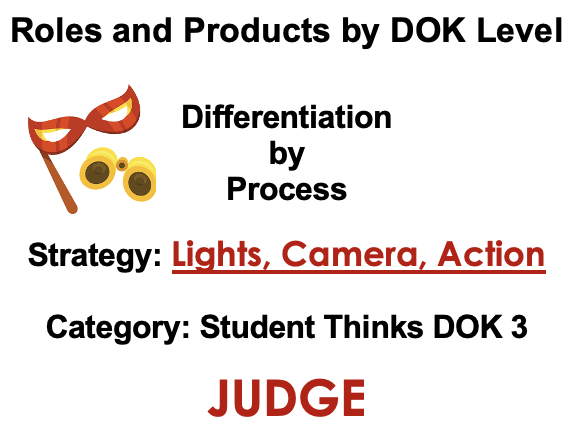 Roles and Products by DOK Level
Differentiation
by
Process
Strategy: Lights, Camera, Action
Category: Student Thinks DOK 3
JUDGE